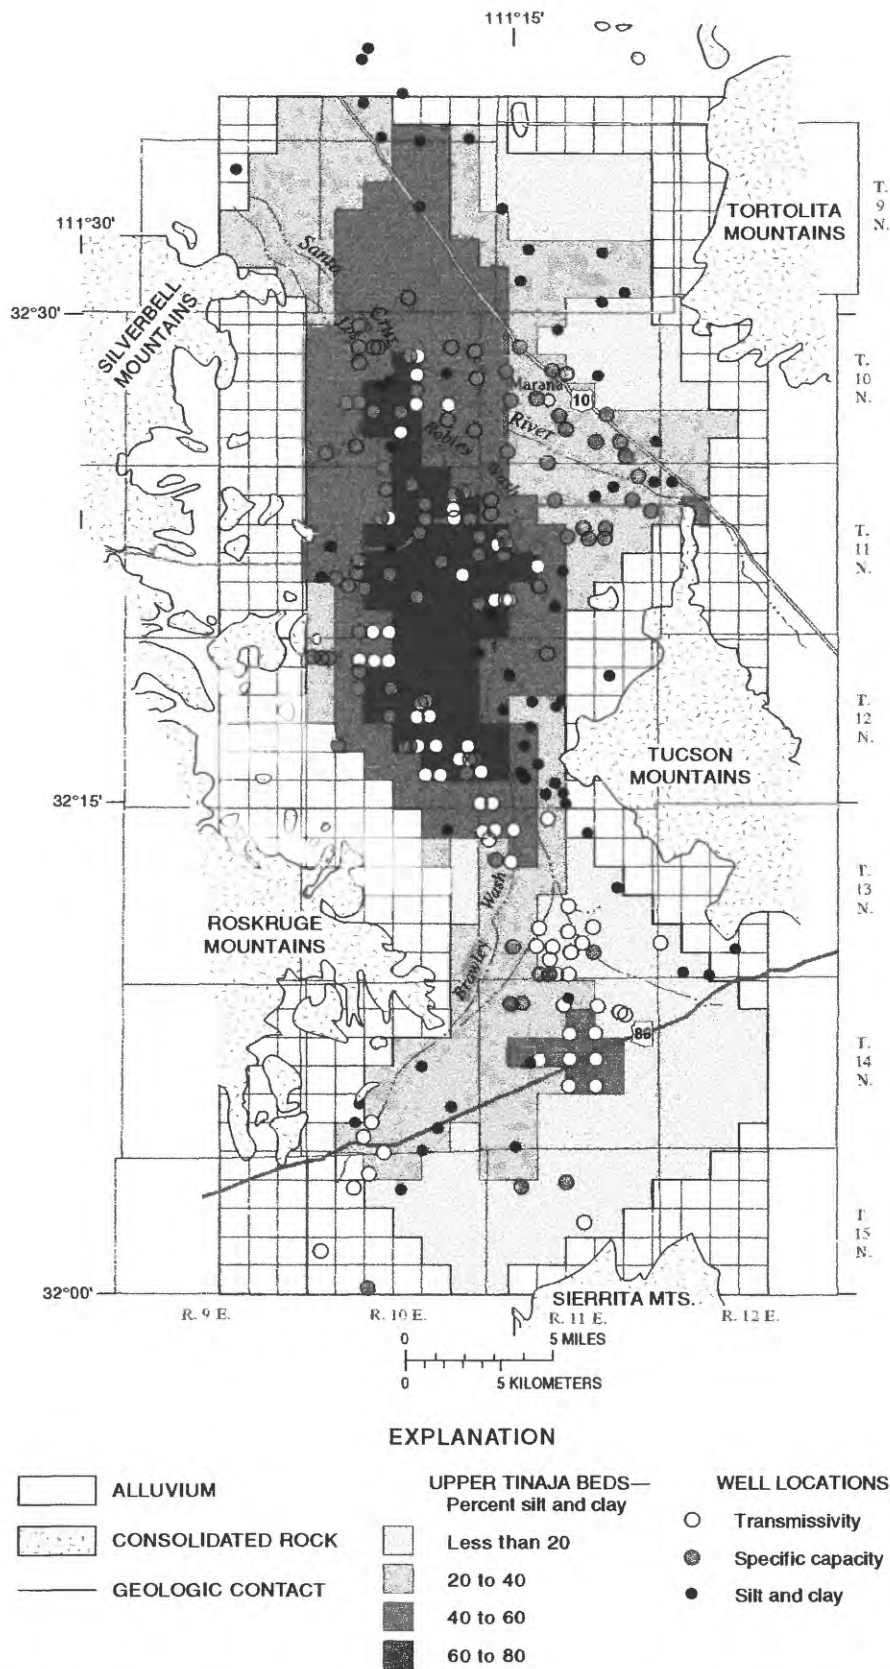 111°15'
T.
9
N.
TORTOLITA
MOUNTAINS
111°30'
Santa
32°30'
SILVERBELL
MOUNTAINS
Cruz
T.
10
N.
Marana
10
River
Robles
T.
11
N.
T.
12
N.
TUCSON
MOUNTAINS
32°15'
T.
13
N.
Wash
ROSKRUGE
MOUNTAINS
Brawley
86
T.
14
N.
15
N.
32°00'
SIERRITA MTS.
R. 9 E.
R. 10 E.
R. 11 E.
R. 12 E.
0 5 MILES
0 5 KILOMETERS
EXPLANATION
ALLUVIUM
CONSOLIDATED ROCK
GEOLOGIC CONTACT
UPPER TINAJA BEDS—
Percent silt and clay
Less than 20
20 to 40
40 to 60
60 to 80
WELL LOCATIONS
Transmissivity
Specific capacity
Silt and clay